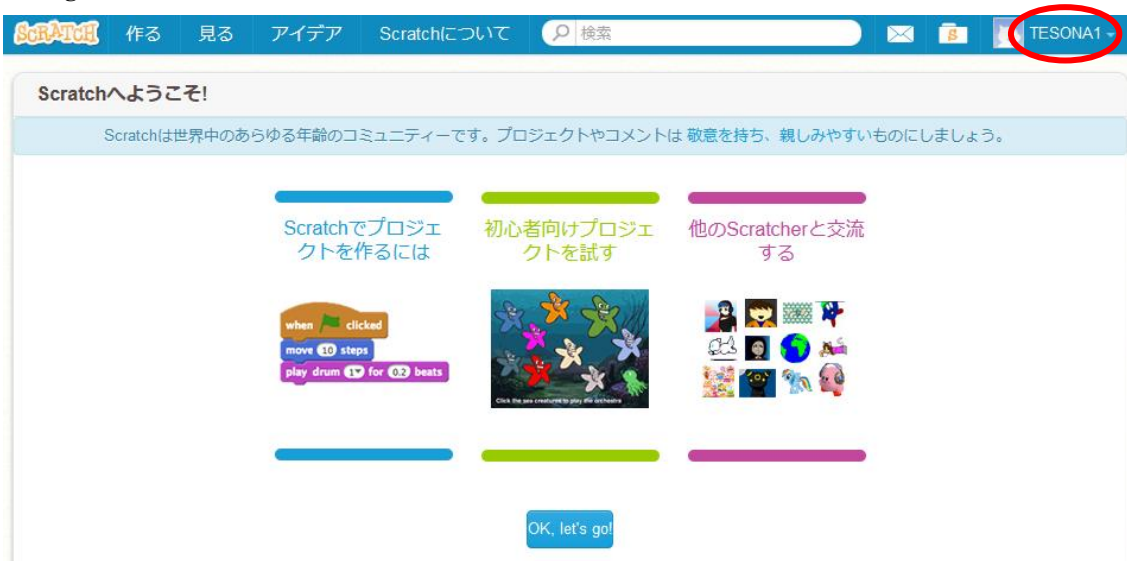 SCRATCH 作る 見る アイデア Scratchについて 検索 TESONA1
Scratchへようこそ!
Scratchは世界中のあらゆる年齢のコミュニティーです。プロジェクトやコメントは 敬意を持ち、親しみやすいものにしましょう。
Scratchでプロジェ
クトを作るには
初心者向けプロジェ
クトを試す
他のScratcherと交流
する
when clicked
move 10 steps
play drum 1 for 0.2 beats
Click the sea creatures to play the orchestra
OK, let's go!